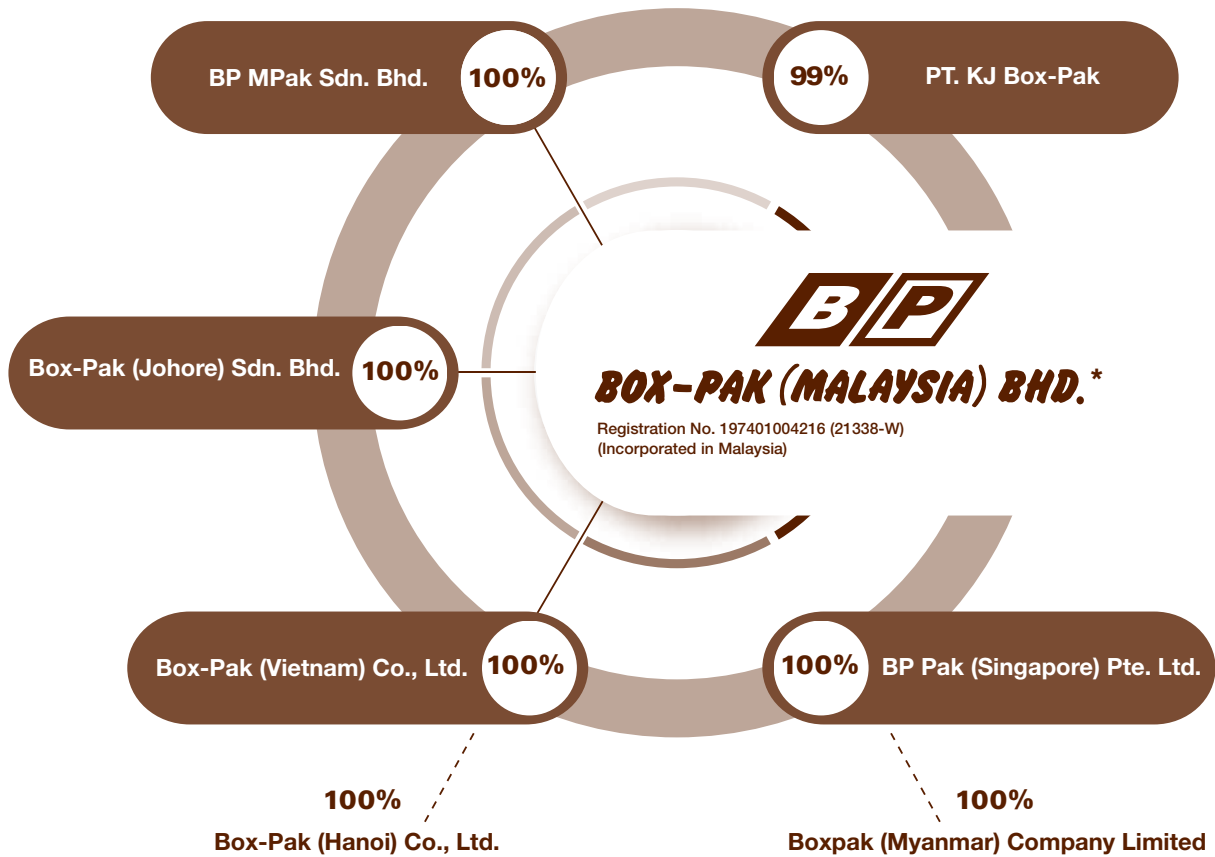 BP MPak Sdn. Bhd.
100%
99%
PT. KJ Box-Pak
BP
BOX-PAK (MALAYSIA) BHD.*
Registration No. 197401004216 (21338-W)
(Incorporated in Malaysia)
Box-Pak (Johore) Sdn. Bhd.
100%
Box-Pak (Vietnam) Co., Ltd.
100%
100%
BP Pak (Singapore) Pte. Ltd.
100%
Box-Pak (Hanoi) Co., Ltd.
100%
Boxpak (Myanmar) Company Limited